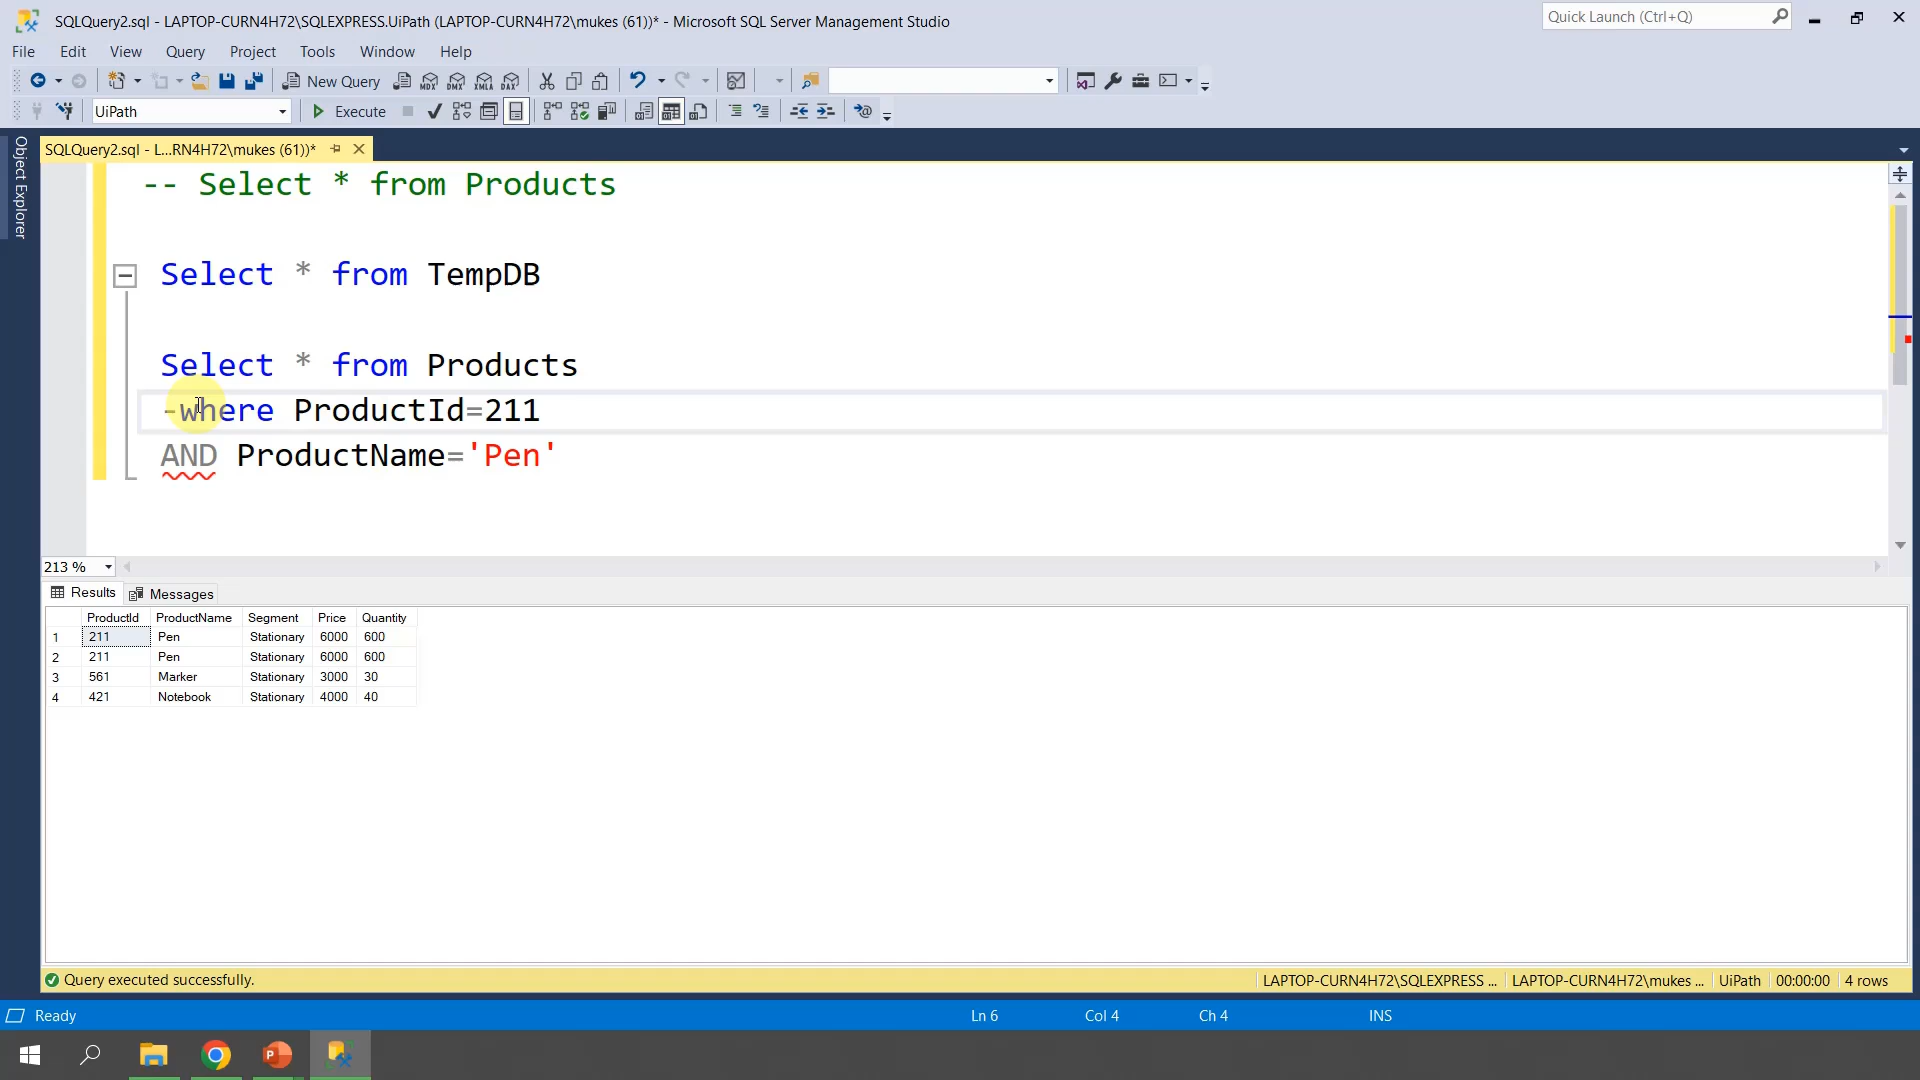 SQLQuery2.sql - LAPTOP-CURN4H72\SQLEXPRESS.UiPath (LAPTOP-CURN4H72\mukes (61))* - Microsoft SQL Server Management Studio
Quick Launch (Ctrl+Q)
File Edit View Query Project Tools Window Help
New Query MDX DMX XMLA DAX
UiPath Execute
Object Explorer
SQLQuery2.sql - L...RN4H72\mukes (61))*
-- Select * from Products
Select * from TempDB
Select * from Products
-where ProductId=211
AND ProductName='Pen'
213 %
Results Messages
ProductId ProductName Segment Price Quantity
1 211 Pen Stationary 6000 600
2 211 Pen Stationary 6000 600
3 561 Marker Stationary 3000 30
4 421 Notebook Stationary 4000 40
Query executed successfully. LAPTOP-CURN4H72\SQLEXPRESS ... LAPTOP-CURN4H72\mukes ... UiPath 00:00:00 4 rows
Ready Ln 6 Col 4 Ch 4 INS